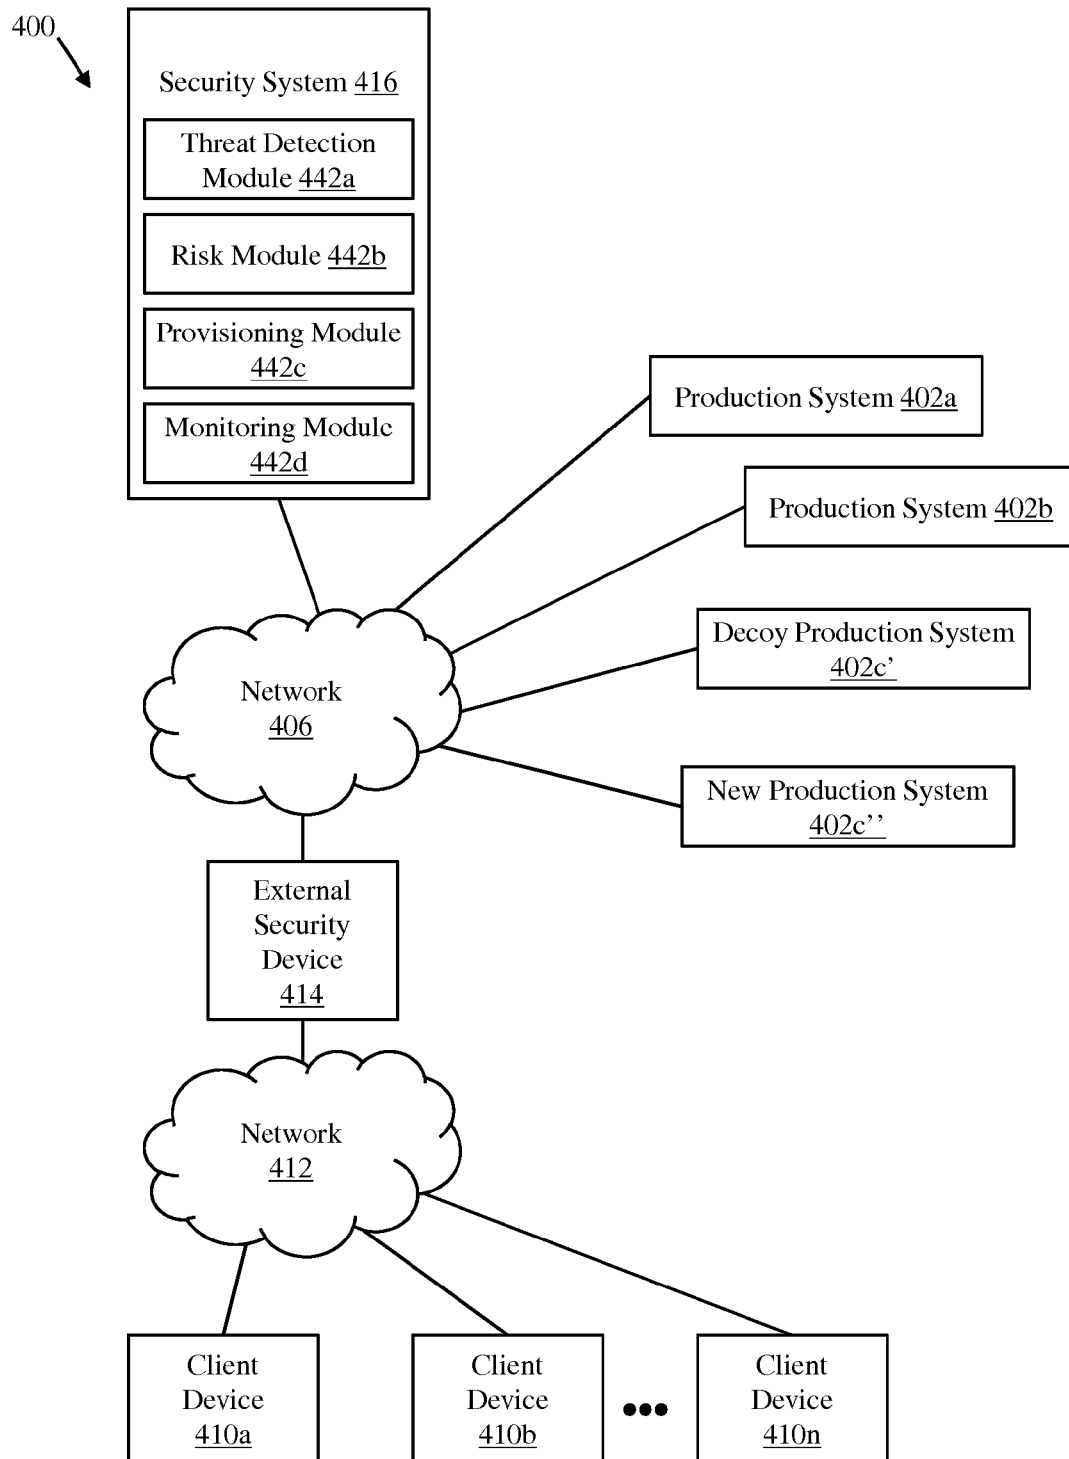 400
Security System 416
Threat Detection
Module 442a
Risk Module 442b
Provisioning Module
442c
Monitoring Module
442d
Production System 402a
Production System 402b
Decoy Production System
402c’
New Production System
402c’’
Network
406
External
Security
Device
414
Network
412
Client
Device
410a
Client
Device
410b
Client
Device
410n